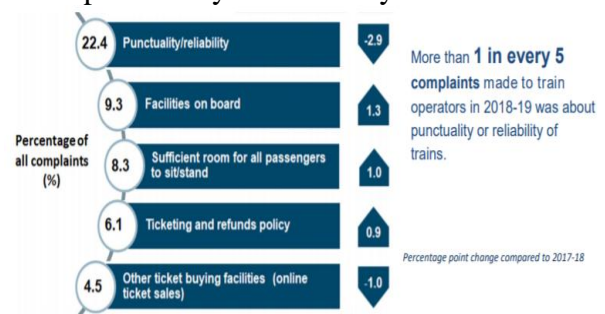 22.4 Punctuality/reliability -2.9
9.3 Facilities on board 1.3
Percentage of
all complaints
(%)
8.3 Sufficient room for all passengers
to sit/stand 1.0
6.1 Ticketing and refunds policy 0.9
4.5 Other ticket buying facilities (online
ticket sales) -1.0
More than 1 in every 5
complaints made to train
operators in 2018-19 was about
punctuality or reliability of
trains.
Percentage point change compared to 2017-18